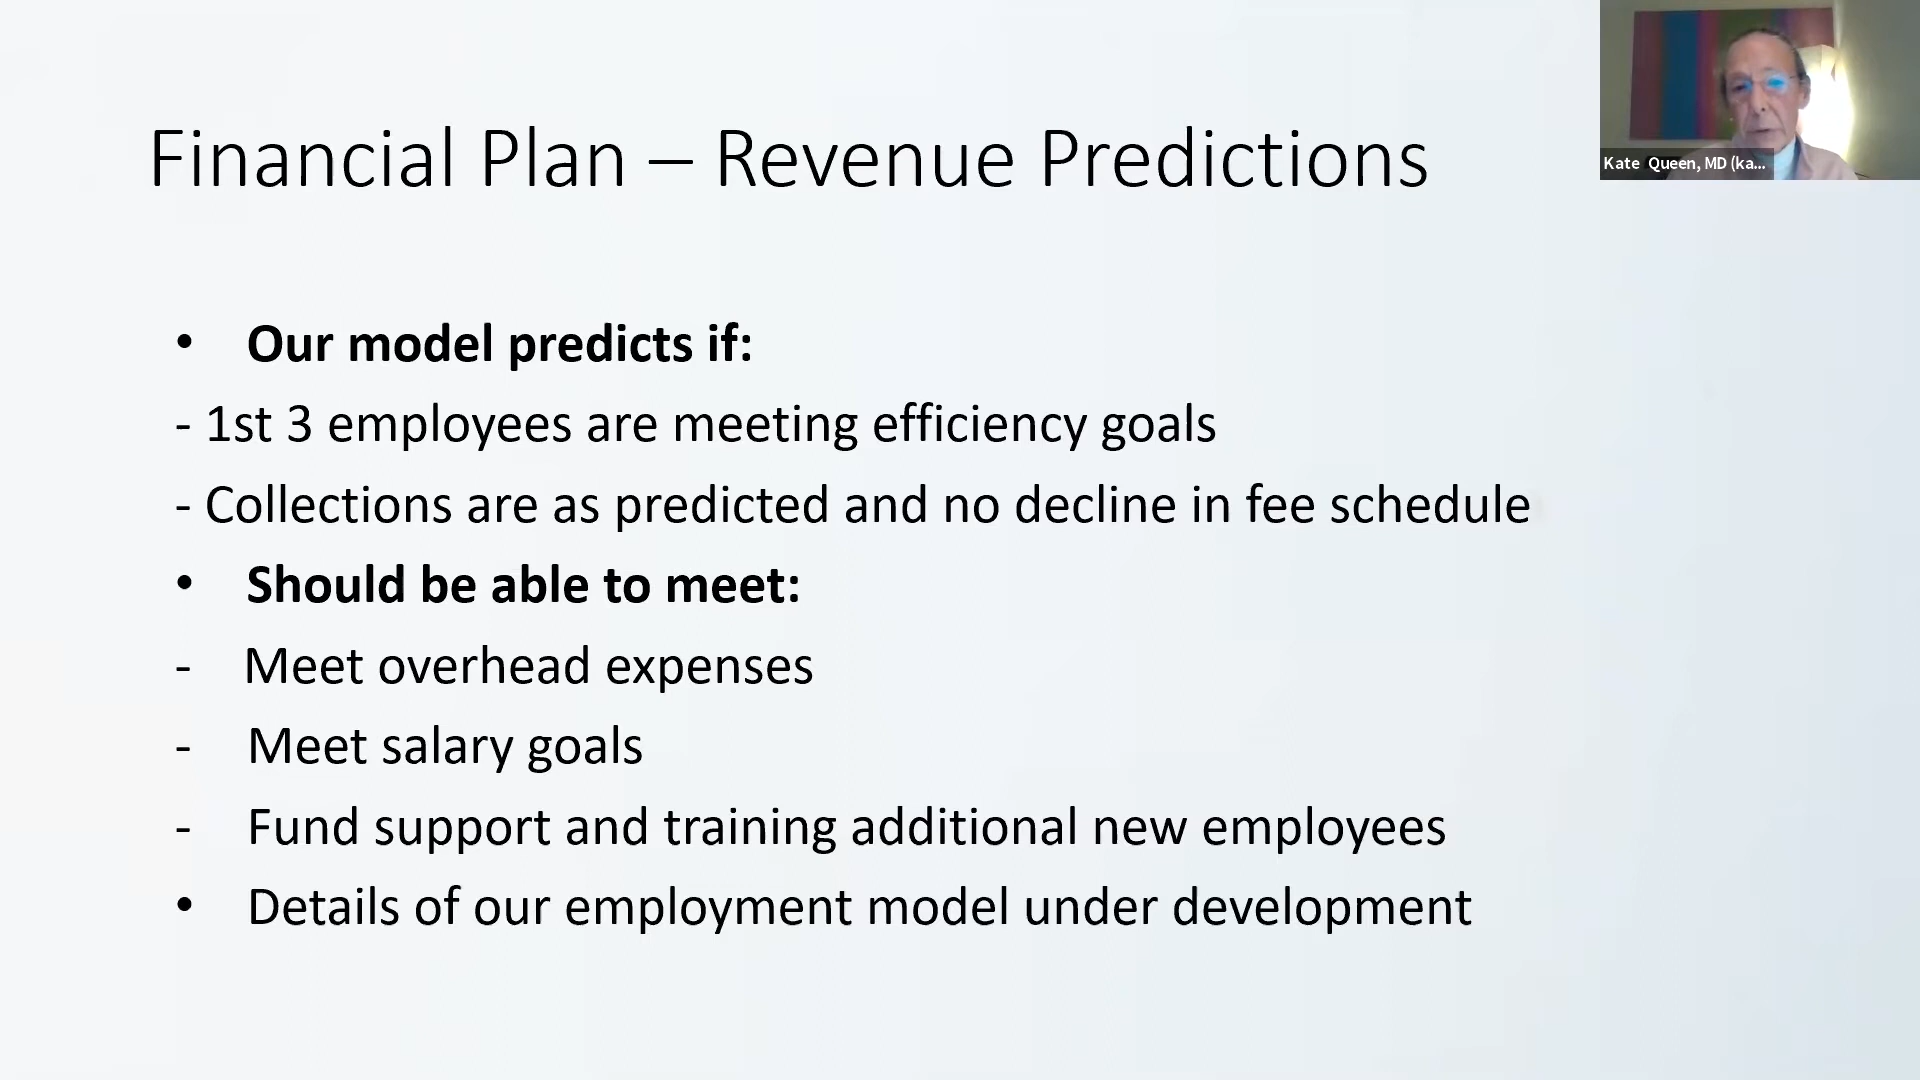 Financial Plan – Revenue Predictions
Kate Queen, MD (ka...
• Our model predicts if:
- 1st 3 employees are meeting efficiency goals
- Collections are as predicted and no decline in fee schedule
• Should be able to meet:
- Meet overhead expenses
- Meet salary goals
- Fund support and training additional new employees
• Details of our employment model under development